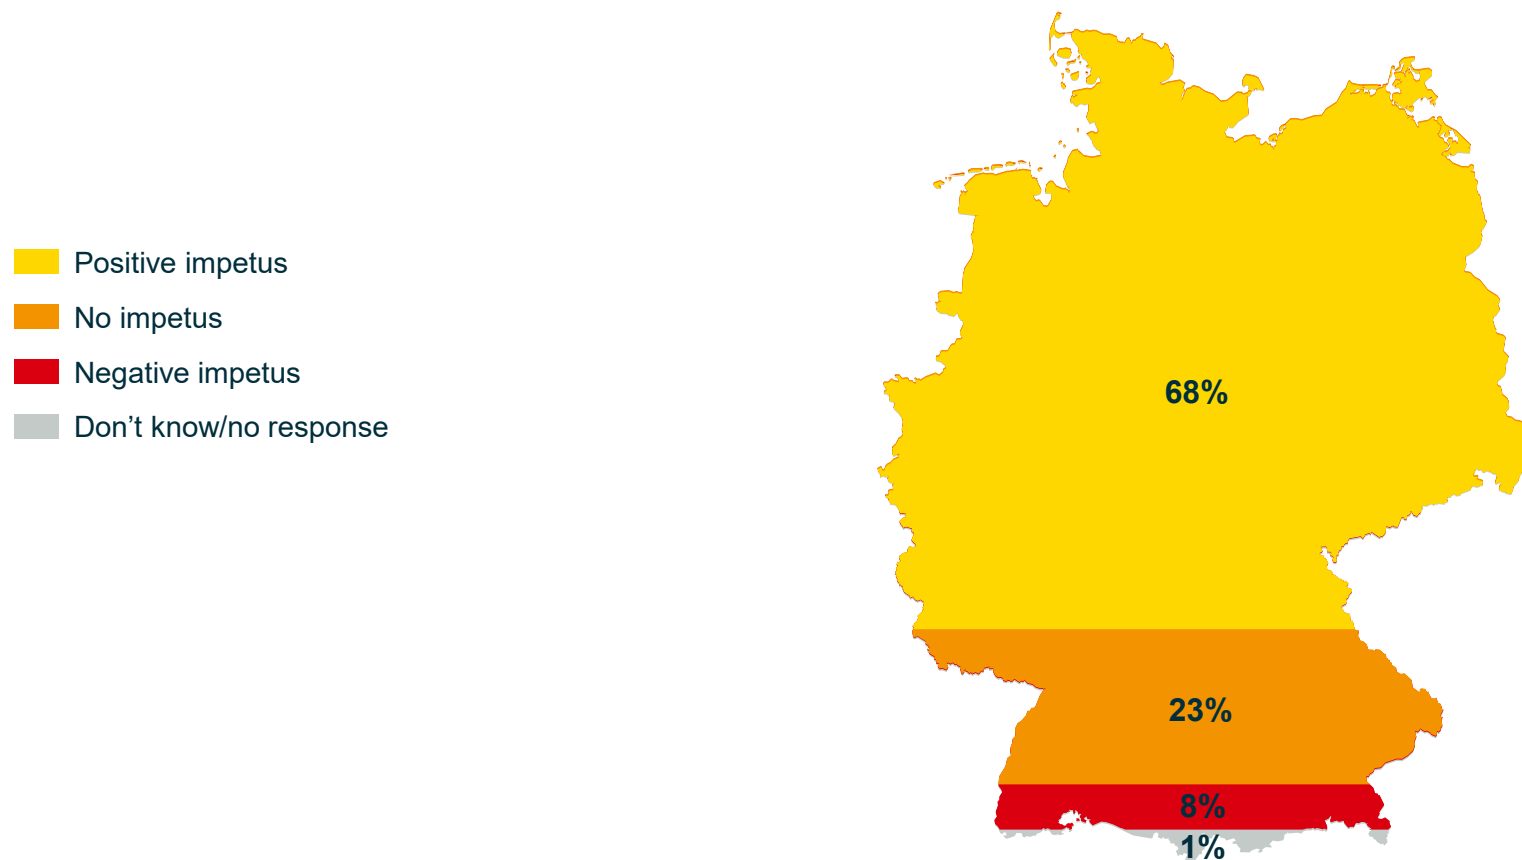 Positive impetus
No impetus
Negative impetus
Don’t know/no response
68%
23%
8%
1%